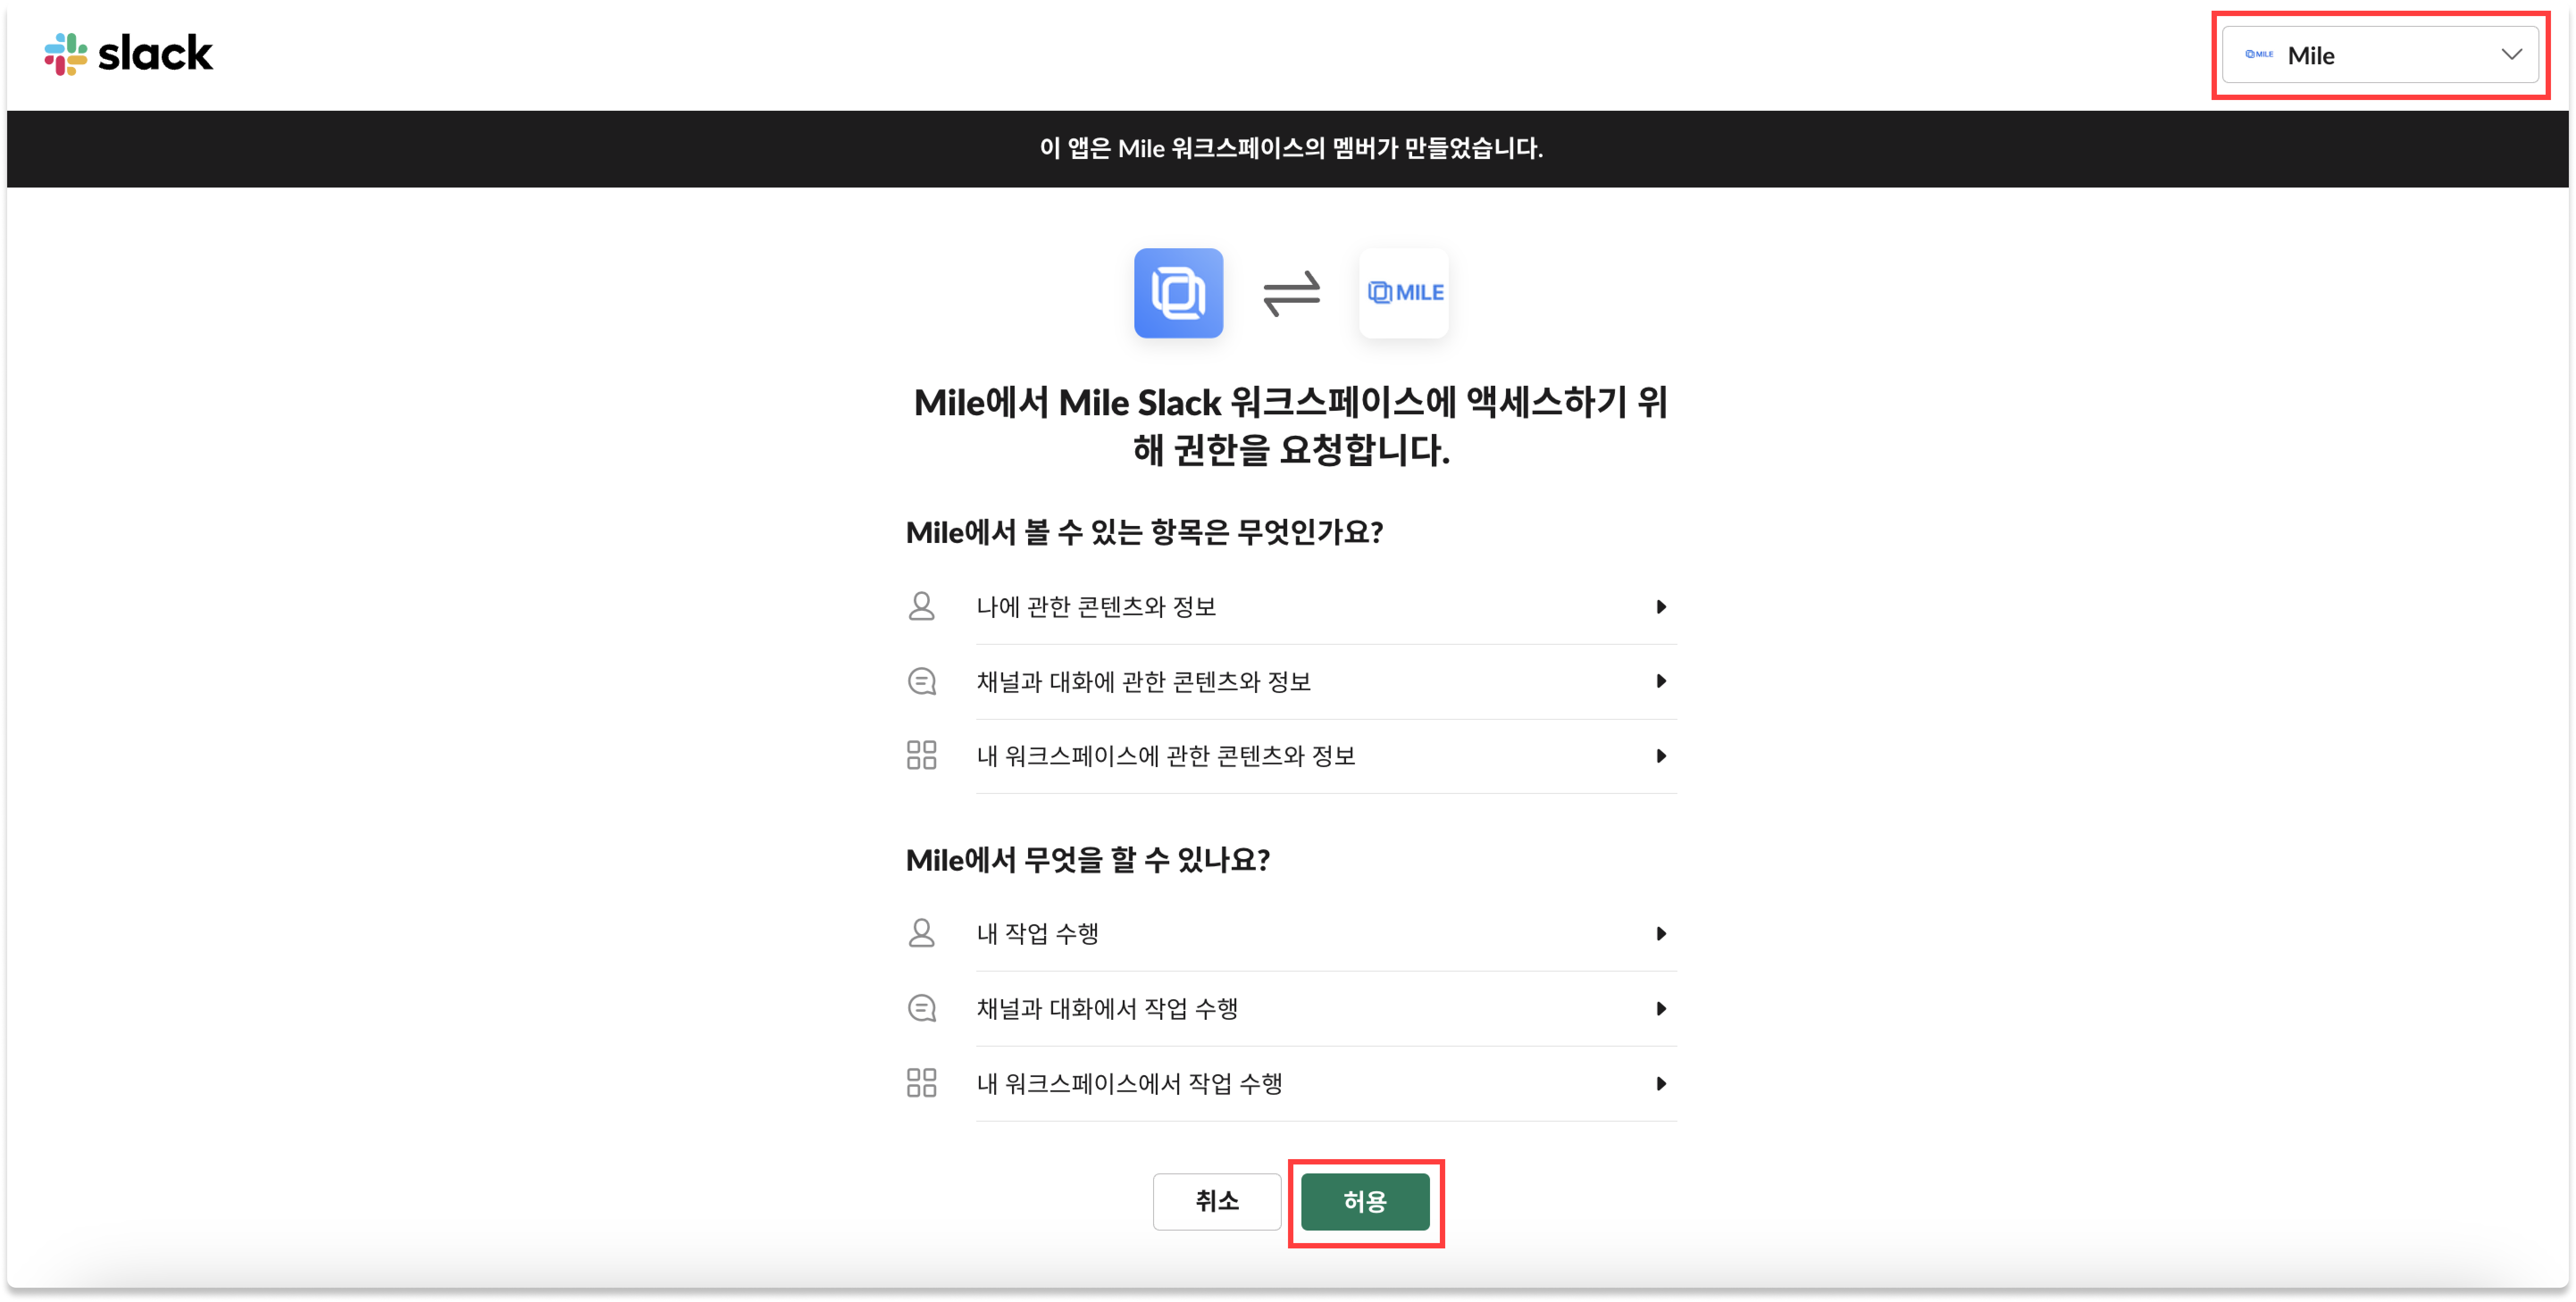 slack
MILE Mile
이 앱은 Mile 워크스페이스의 멤버가 만들었습니다.
MILE
Mile에서 Mile Slack 워크스페이스에 액세스하기 위
해 권한을 요청합니다.
Mile에서 볼 수 있는 항목은 무엇인가요?
나에 관한 콘텐츠와 정보
채널과 대화에 관한 콘텐츠와 정보
내 워크스페이스에 관한 콘텐츠와 정보
Mile에서 무엇을 할 수 있나요?
내 작업 수행
채널과 대화에서 작업 수행
내 워크스페이스에서 작업 수행
취소 허용